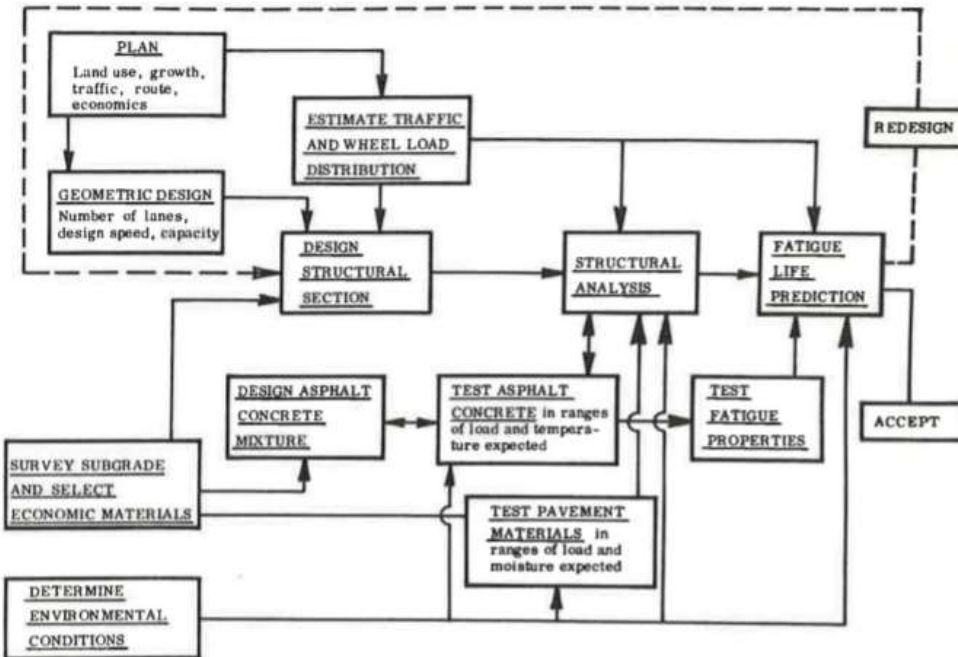 PLAN
Land use, growth,
traffic, route,
economics
ESTIMATE TRAFFIC
AND WHEEL LOAD
DISTRIBUTION
REDESIGN
GEOMETRIC DESIGN
Number of lanes,
design speed, capacity
DESIGN
STRUCTURAL
SECTION
STRUCTURAL
ANALYSIS
FATIGUE
LIFE
PREDICTION
DESIGN ASPHALT
CONCRETE
MIXTURE
TEST ASPHALT
CONCRETE in ranges
of load and tempera-
ture expected
TEST
FATIGUE
PROPERTIES
ACCEPT
SURVEY SUBGRADE
AND SELECT
ECONOMIC MATERIALS
TEST PAVEMENT
MATERIALS in
ranges of load and
moisture expected
DETERMINE
ENVIRONMENTAL
CONDITIONS